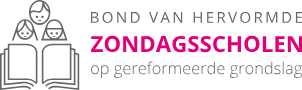 BOND VAN HERVORMDE
ZONDAGSSCHOLEN
op gereformeerde grondslag